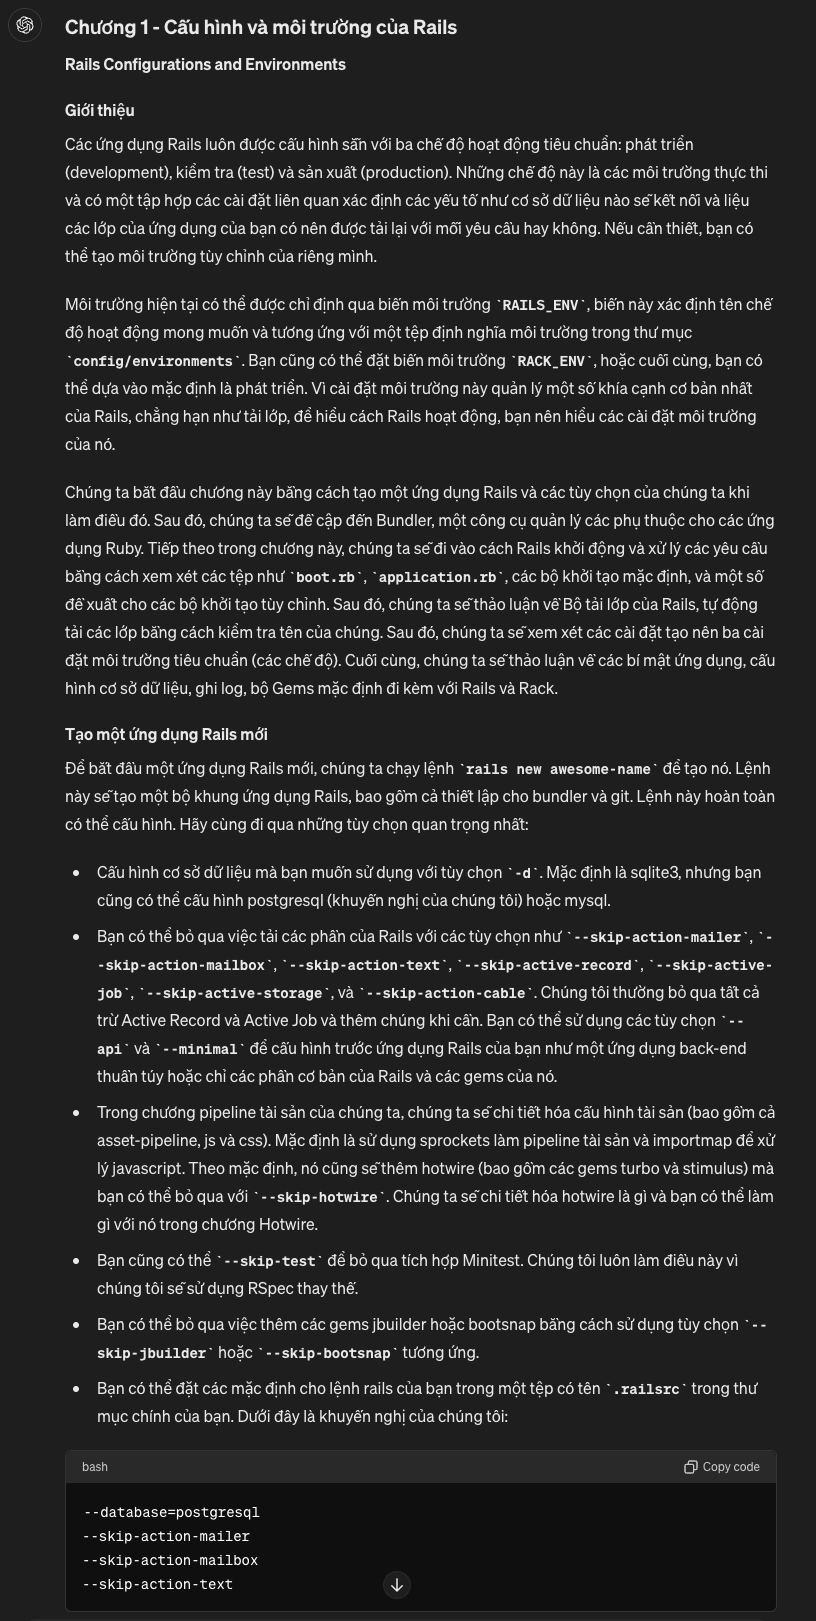 Chương 1 - Cấu hình và môi trường của Rails
Rails Configurations and Environments
Giới thiệu
Các ứng dụng Rails luôn được cấu hình sẵn với ba chế độ hoạt động tiêu chuẩn: phát triển
(development), kiểm tra (test) và sản xuất (production). Những chế độ này là các môi trường thực thi
và có một tập hợp các cài đặt liên quan xác định các yếu tố như cơ sở dữ liệu nào sẽ kết nối và liệu
các lớp của ứng dụng của bạn có nên được tải lại với mỗi yêu cầu hay không. Nếu cần thiết, bạn có
thể tạo môi trường tùy chỉnh của riêng mình.
Môi trường hiện tại có thể được chỉ định qua biến môi trường `RAILS_ENV`, biến này xác định tên chế
độ hoạt động mong muốn và tương ứng với một tệp định nghĩa môi trường trong thư mục
`config/environments`. Bạn cũng có thể đặt biến môi trường `RACK_ENV`, hoặc cuối cùng, bạn có
thể dựa vào mặc định là phát triển. Vì cài đặt môi trường này quản lý một số khía cạnh cơ bản nhất
của Rails, chẳng hạn như tải lớp, để hiểu cách Rails hoạt động, bạn nên hiểu các cài đặt môi trường
của nó.
Chúng ta bắt đầu chương này bằng cách tạo một ứng dụng Rails và các tùy chọn của chúng ta khi
làm điều đó. Sau đó, chúng ta sẽ đề cập đến Bundler, một công cụ quản lý các phụ thuộc cho các ứng
dụng Ruby. Tiếp theo trong chương này, chúng ta sẽ đi vào cách Rails khởi động và xử lý các yêu cầu
bằng cách xem xét các tệp như `boot.rb`, `application.rb`, các bộ khởi tạo mặc định, và một số
đề xuất cho các bộ khởi tạo tùy chỉnh. Sau đó, chúng ta sẽ thảo luận về Bộ tải lớp của Rails, tự động
tải các lớp bằng cách kiểm tra tên của chúng. Sau đó, chúng ta sẽ xem xét các cài đặt tạo nên ba cài
đặt môi trường tiêu chuẩn (các chế độ). Cuối cùng, chúng ta sẽ thảo luận về các bí mật ứng dụng, cấu
hình cơ sở dữ liệu, ghi log, bộ Gems mặc định đi kèm với Rails và Rack.
Tạo một ứng dụng Rails mới
Để bắt đầu một ứng dụng Rails mới, chúng ta chạy lệnh `rails new awesome-name` để tạo nó. Lệnh
này sẽ tạo một bộ khung ứng dụng Rails, bao gồm cả thiết lập cho bundler và git. Lệnh này hoàn toàn
có thể cấu hình. Hãy cùng đi qua những tùy chọn quan trọng nhất:
• Cấu hình cơ sở dữ liệu mà bạn muốn sử dụng với tùy chọn `-d`. Mặc định là sqlite3, nhưng bạn
cũng có thể cấu hình postgresql (khuyến nghị của chúng tôi) hoặc mysql.
• Bạn có thể bỏ qua việc tải các phần của Rails với các tùy chọn như `--skip-action-mailer`, `-
-skip-action-mailbox`, `--skip-action-text`, `--skip-active-record`, `--skip-active-
job`, `--skip-active-storage`, và `--skip-action-cable`. Chúng tôi thường bỏ qua tất cả
trừ Active Record và Active Job và thêm chúng khi cần. Bạn có thể sử dụng các tùy chọn `--
api` và `--minimal` để cấu hình trước ứng dụng Rails của bạn như một ứng dụng back-end
thuần túy hoặc chỉ các phần cơ bản của Rails và các gems của nó.
• Trong chương pipeline tài sản của chúng ta, chúng ta sẽ chi tiết hóa cấu hình tài sản (bao gồm cả
asset-pipeline, js và css). Mặc định là sử dụng sprockets làm pipeline tài sản và importmap để xử
lý javascript. Theo mặc định, nó cũng sẽ thêm hotwire (bao gồm các gems turbo và stimulus) mà
bạn có thể bỏ qua với `--skip-hotwire`. Chúng ta sẽ chi tiết hóa hotwire là gì và bạn có thể làm
gì với nó trong chương Hotwire.
• Bạn cũng có thể `--skip-test` để bỏ qua tích hợp Minitest. Chúng tôi luôn làm điều này vì
chúng tôi sẽ sử dụng RSpec thay thế.
• Bạn có thể bỏ qua việc thêm các gems jbuilder hoặc bootsnap bằng cách sử dụng tùy chọn `--
skip-jbuilder` hoặc `--skip-bootsnap` tương ứng.
• Bạn có thể đặt các mặc định cho lệnh rails của bạn trong một tệp có tên `.railsrc` trong thư
mục chính của bạn. Dưới đây là khuyến nghị của chúng tôi:
bash Copy code
--database=postgresql
--skip-action-mailer
--skip-action-mailbox
--skip-action-text